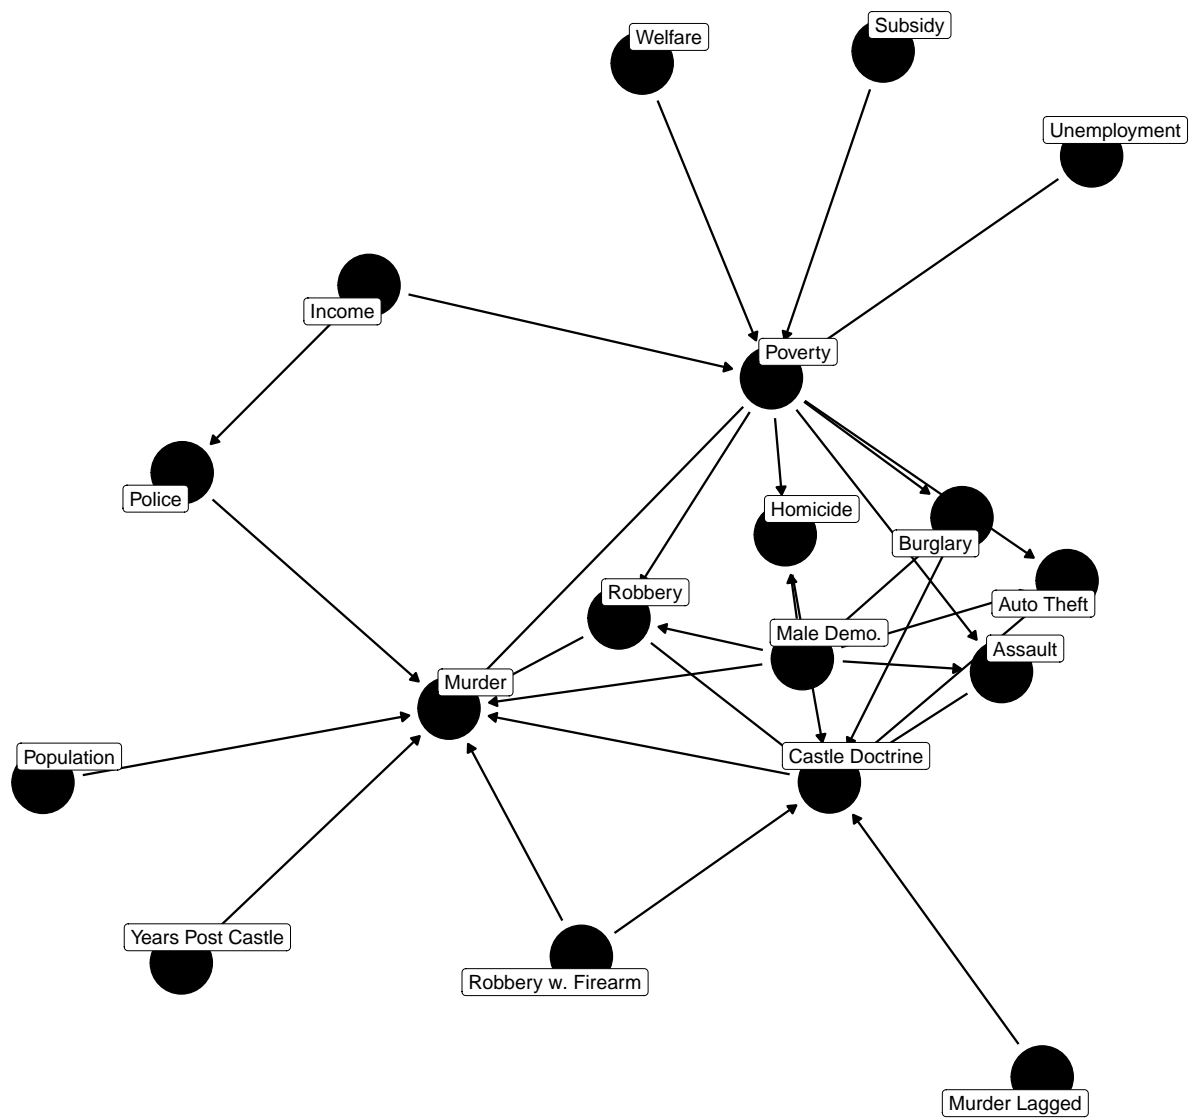 Subsidy
Welfare
Unemployment
Income
Poverty
Police
Homicide
Burglary
Robbery
Auto Theft
Male Demo.
Assault
Murder
Castle Doctrine
Population
Years Post Castle
Robbery w. Firearm
Murder Lagged